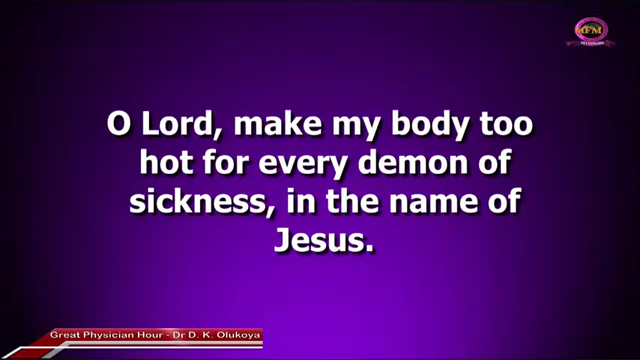 MFM
O Lord, make my body too
hot for every demon of
sickness, in the name of
Jesus.
Great Physician Hour - Dr D. K. Olukoya